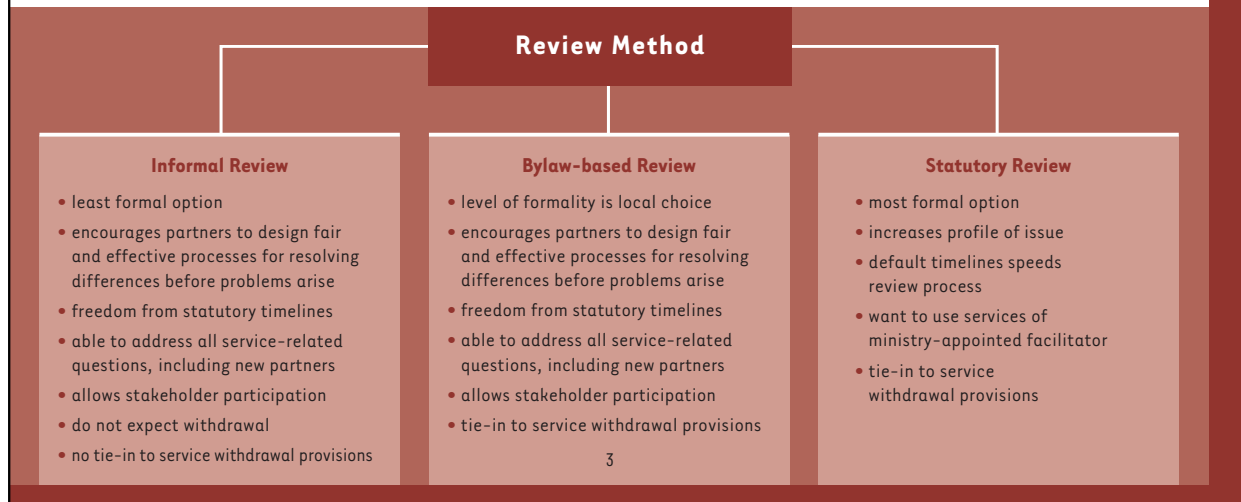 Review Method
Informal Review
• least formal option
• encourages partners to design fair
and effective processes for resolving
differences before problems arise
• freedom from statutory timelines
• able to address all service-related
questions, including new partners
• allows stakeholder participation
• do not expect withdrawal
• no tie-in to service withdrawal provisions
Bylaw-based Review
• level of formality is local choice
• encourages partners to design fair
and effective processes for resolving
differences before problems arise
• freedom from statutory timelines
• able to address all service-related
questions, including new partners
• allows stakeholder participation
• tie-in to service withdrawal provisions
Statutory Review
• most formal option
• increases profile of issue
• default timelines speeds
review process
• want to use services of
ministry-appointed facilitator
• tie-in to service
withdrawal provisions
3